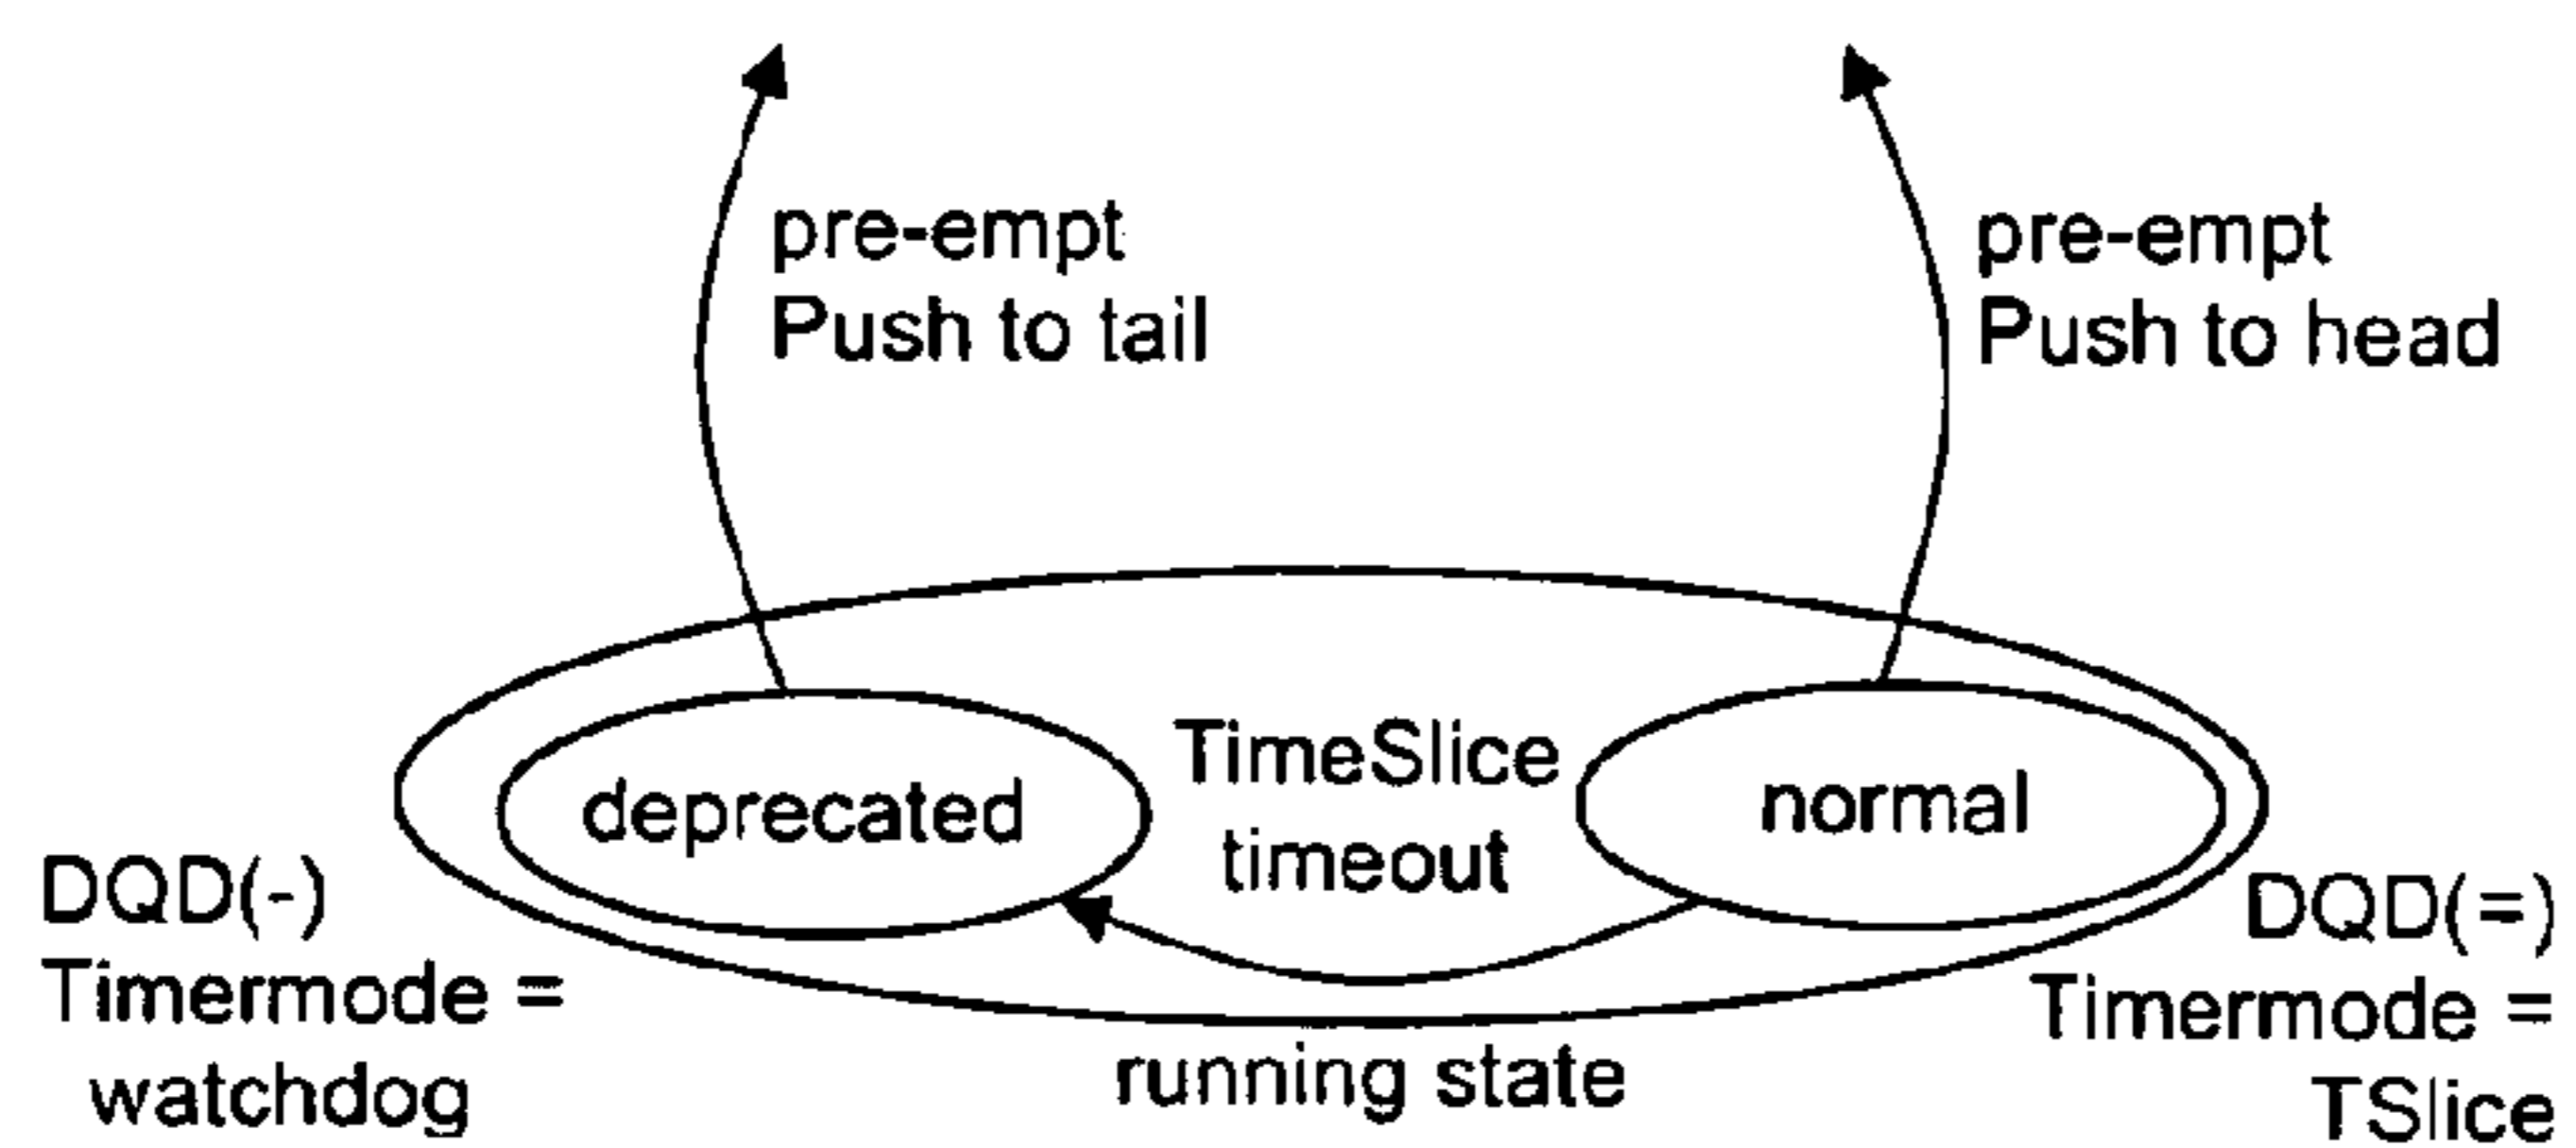 pre-empt
Push to tail
pre-empt
Push to head
TimeSlice
timeout
deprecated
normal
DQD(-)
Timermode =
watchdog
DQD(=)
Timermode =
TSlice
running state